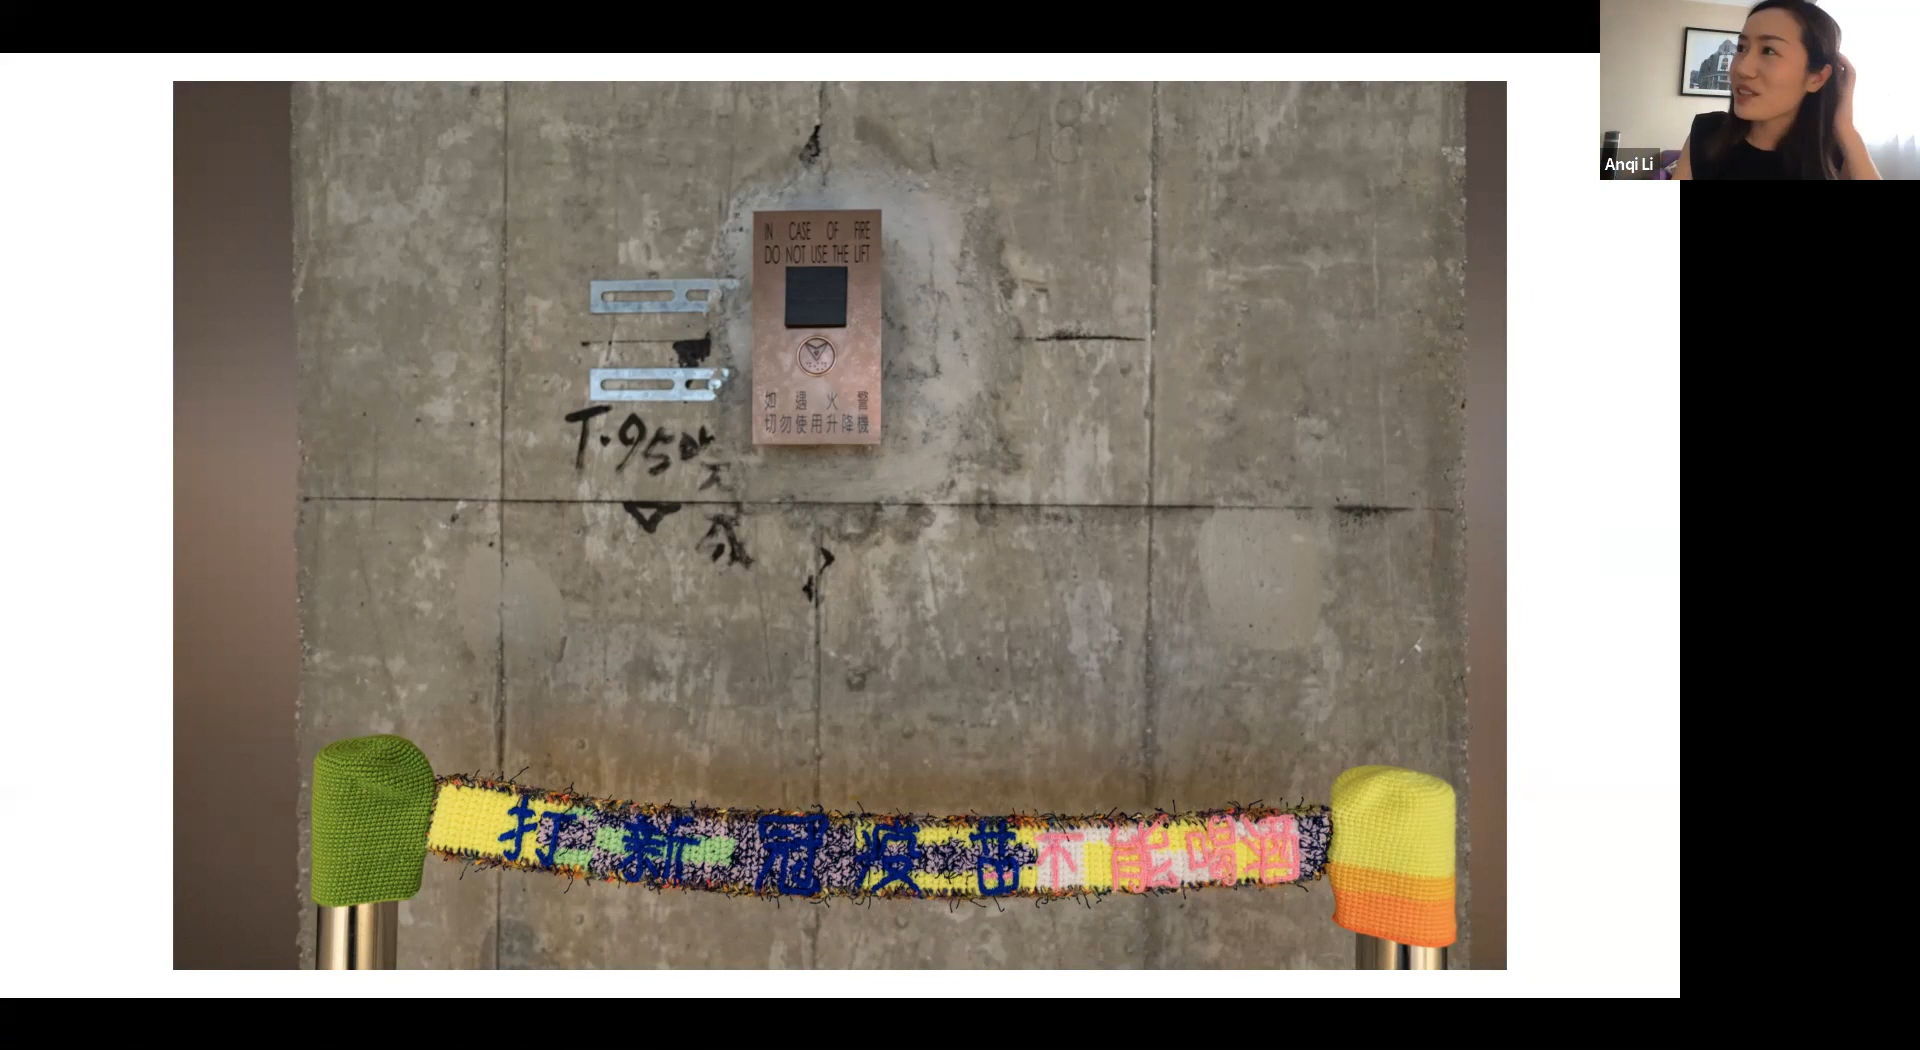 IN CASE OF FIRE
DO NOT USE THE LIFT
如遇火警
切勿使用升降機
T.950
打新冠疫苗不能喝酒
Anqi Li